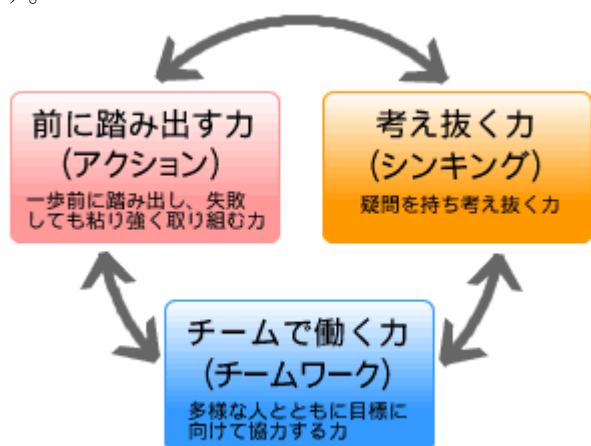 す。
前に踏み出す力
(アクション)
一歩前に踏み出し、失敗
しても粘り強く取り組む力
考え抜く力
(シンキング)
疑問を持ち考え抜く力
チームで働く力
(チームワーク)
多様な人とともに目標に
向けて協力する力